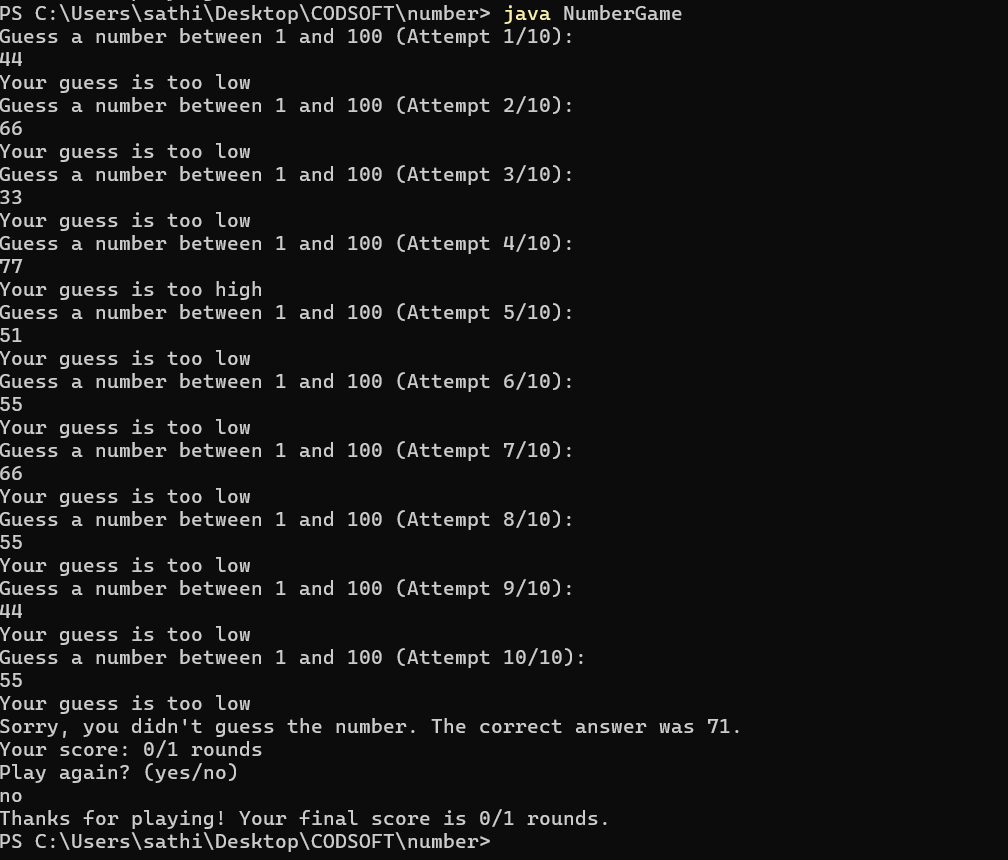 PS C:\Users\sathi\Desktop\CODSOFT\number> java NumberGame
Guess a number between 1 and 100 (Attempt 1/10):
44
Your guess is too low
Guess a number between 1 and 100 (Attempt 2/10):
66
Your guess is too low
Guess a number between 1 and 100 (Attempt 3/10):
33
Your guess is too low
Guess a number between 1 and 100 (Attempt 4/10):
77
Your guess is too high
Guess a number between 1 and 100 (Attempt 5/10):
51
Your guess is too low
Guess a number between 1 and 100 (Attempt 6/10):
55
Your guess is too low
Guess a number between 1 and 100 (Attempt 7/10):
66
Your guess is too low
Guess a number between 1 and 100 (Attempt 8/10):
55
Your guess is too low
Guess a number between 1 and 100 (Attempt 9/10):
44
Your guess is too low
Guess a number between 1 and 100 (Attempt 10/10):
55
Your guess is too low
Sorry, you didn't guess the number. The correct answer was 71.
Your score: 0/1 rounds
Play again? (yes/no)
no
Thanks for playing! Your final score is 0/1 rounds.
PS C:\Users\sathi\Desktop\CODSOFT\number>